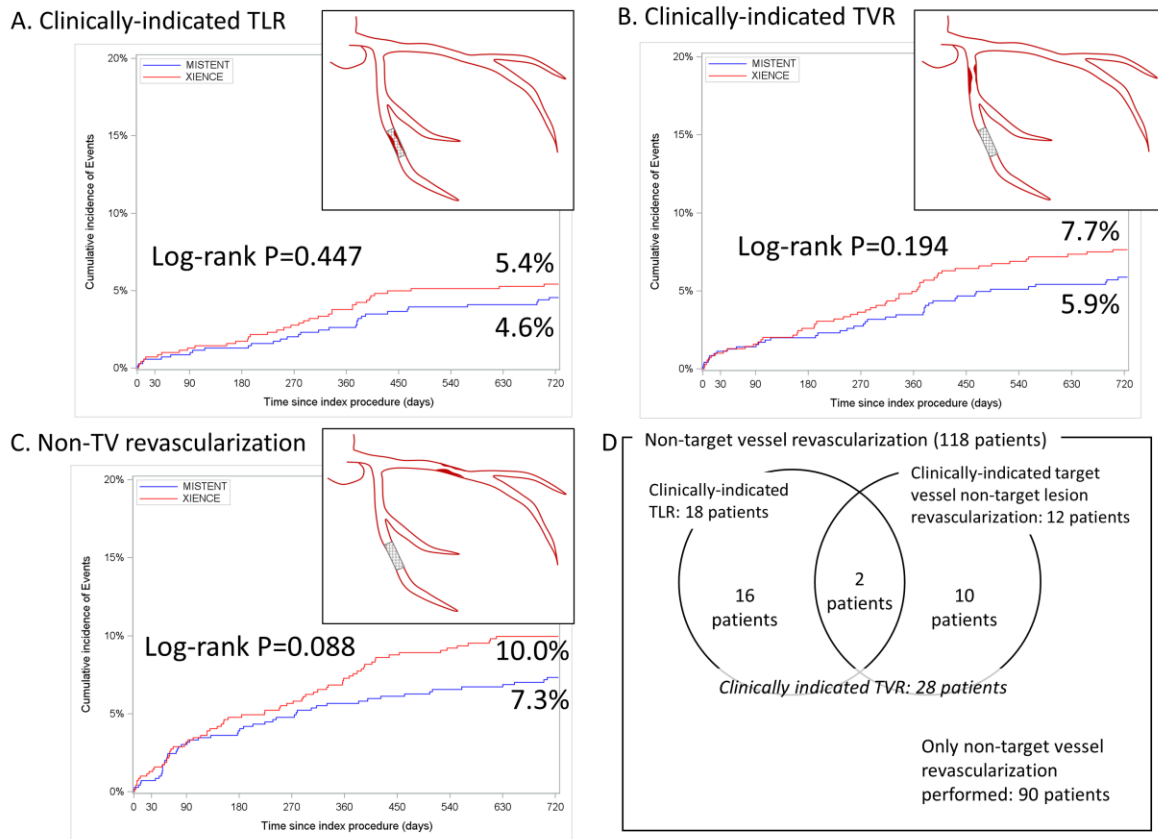 A. Clinically-indicated TLR
20%
15%
10%
5%
0%
Cumulative incidence of Events
MISTENT
XIENCE
Log-rank P=0.447
5.4%
4.6%
0 30 90 180 270 360 450 540 630 720
Time since index procedure (days)
B. Clinically-indicated TVR
20%
15%
10%
5%
0%
Cumulative incidence of Events
MISTENT
XIENCE
Log-rank P=0.194
7.7%
5.9%
0 30 90 180 270 360 450 540 630 720
Time since index procedure (days)
C. Non-TV revascularization
20%
15%
10%
5%
0%
Cumulative incidence of Events
MISTENT
XIENCE
Log-rank P=0.088
10.0%
7.3%
0 30 90 180 270 360 450 540 630 720
Time since index procedure (days)
D
Non-target vessel revascularization (118 patients)
Clinically-indicated
TLR: 18 patients
Clinically-indicated target
vessel non-target lesion
revascularization: 12 patients
16
patients
2
patients
10
patients
Clinically indicated TVR: 28 patients
Only non-target vessel
revascularization
performed: 90 patients